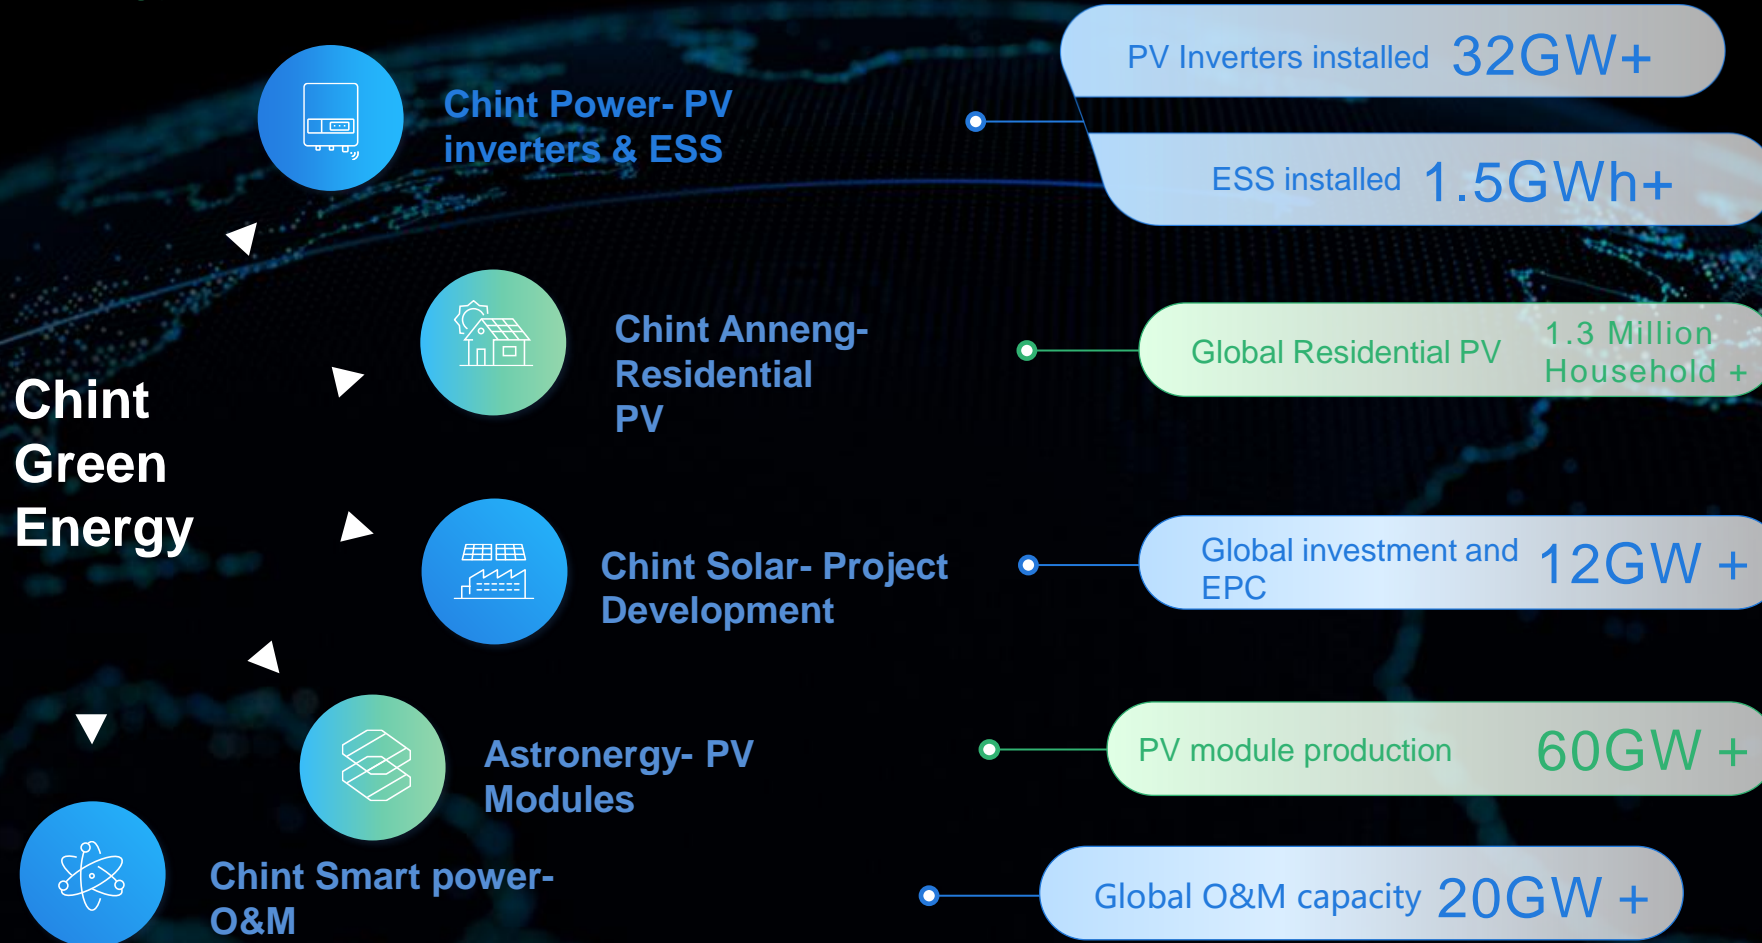 Chint
Green
Energy
Chint Power- PV
inverters & ESS
PV Inverters installed 32GW+
ESS installed 1.5GWh+
Chint Anneng-
Residential
PV
Global Residential PV
1.3 Million
Household +
Chint Solar- Project
Development
Global investment and
EPC
12GW +
Astronergy- PV
Modules
PV module production 60GW +
Chint Smart power-
O&M
Global O&M capacity 20GW +